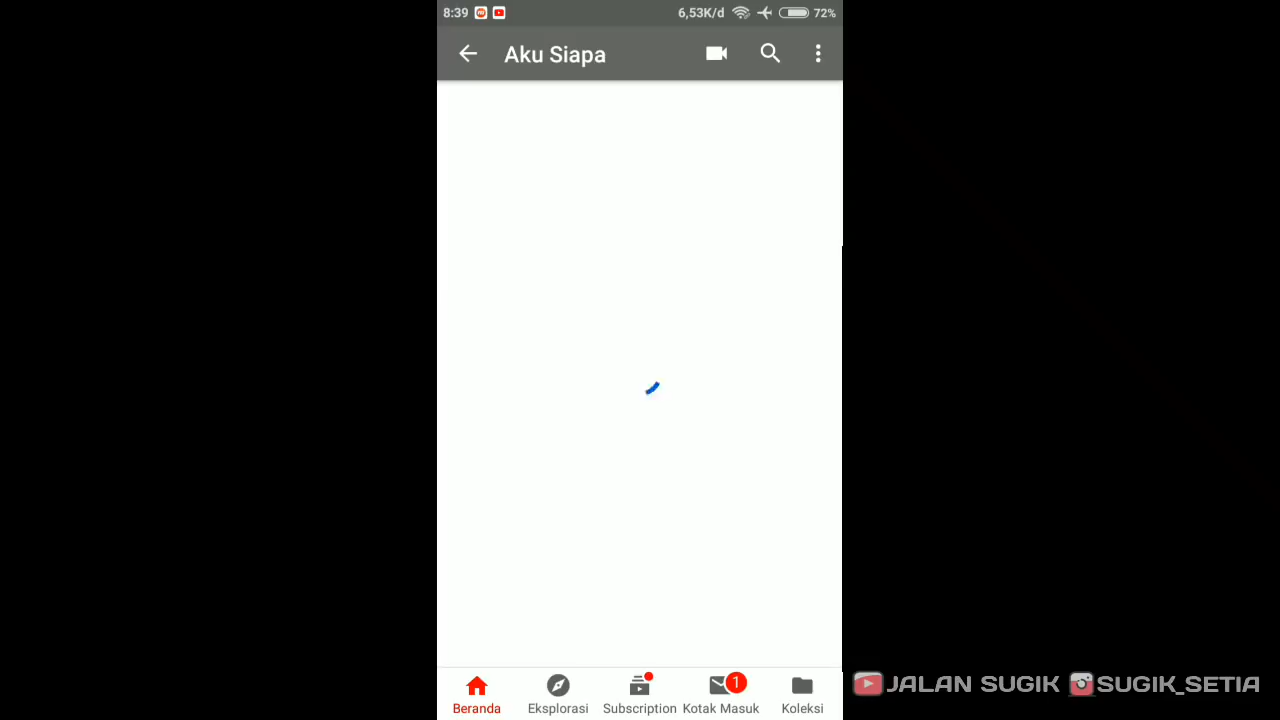 8:39 6,53K/d 72%
Aku Siapa
1
Beranda Eksplorasi Subscription Kotak Masuk Koleksi
JALAN SUGIK SUGIK_SETIA